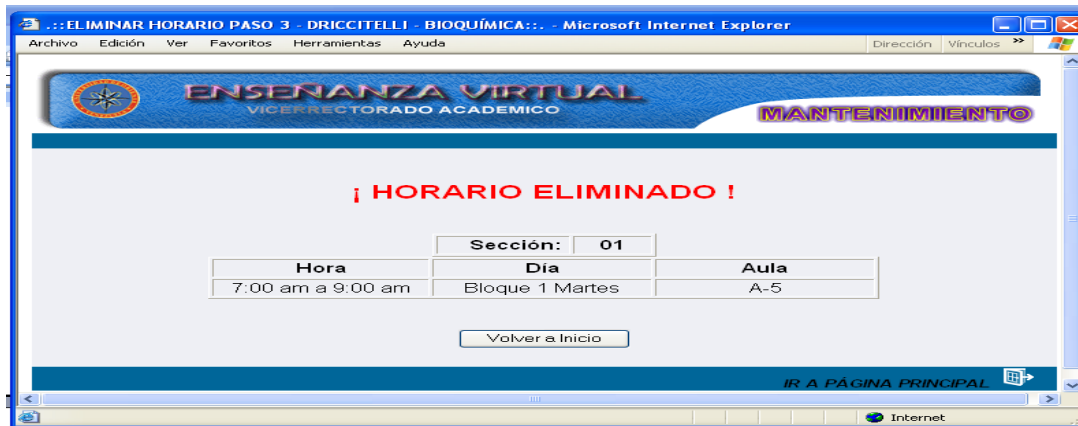 .::ELIMINAR HORARIO PASO 3 - DRICCITELLI - BIOQUÍMICA::. - Microsoft Internet Explorer
Archivo Edición Ver Favoritos Herramientas Ayuda Dirección Vínculos »
ENSEÑANZA VIRTUAL
VICERRECTORADO ACADEMICO
MANTENIMIENTO
¡ HORARIO ELIMINADO !
Sección: 01
Hora Día Aula
7:00 am a 9:00 am Bloque 1 Martes A-5
Volver a Inicio
IR A PÁGINA PRINCIPAL
Internet